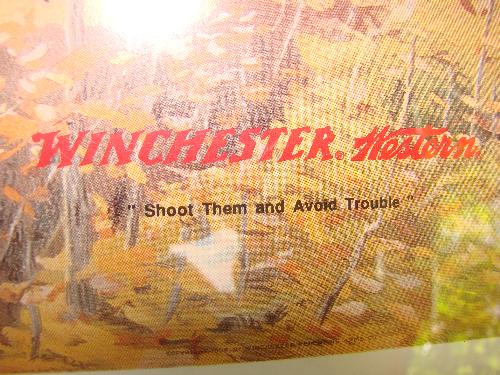 WINCHESTER. Western.
" Shoot Them and Avoid Trouble "